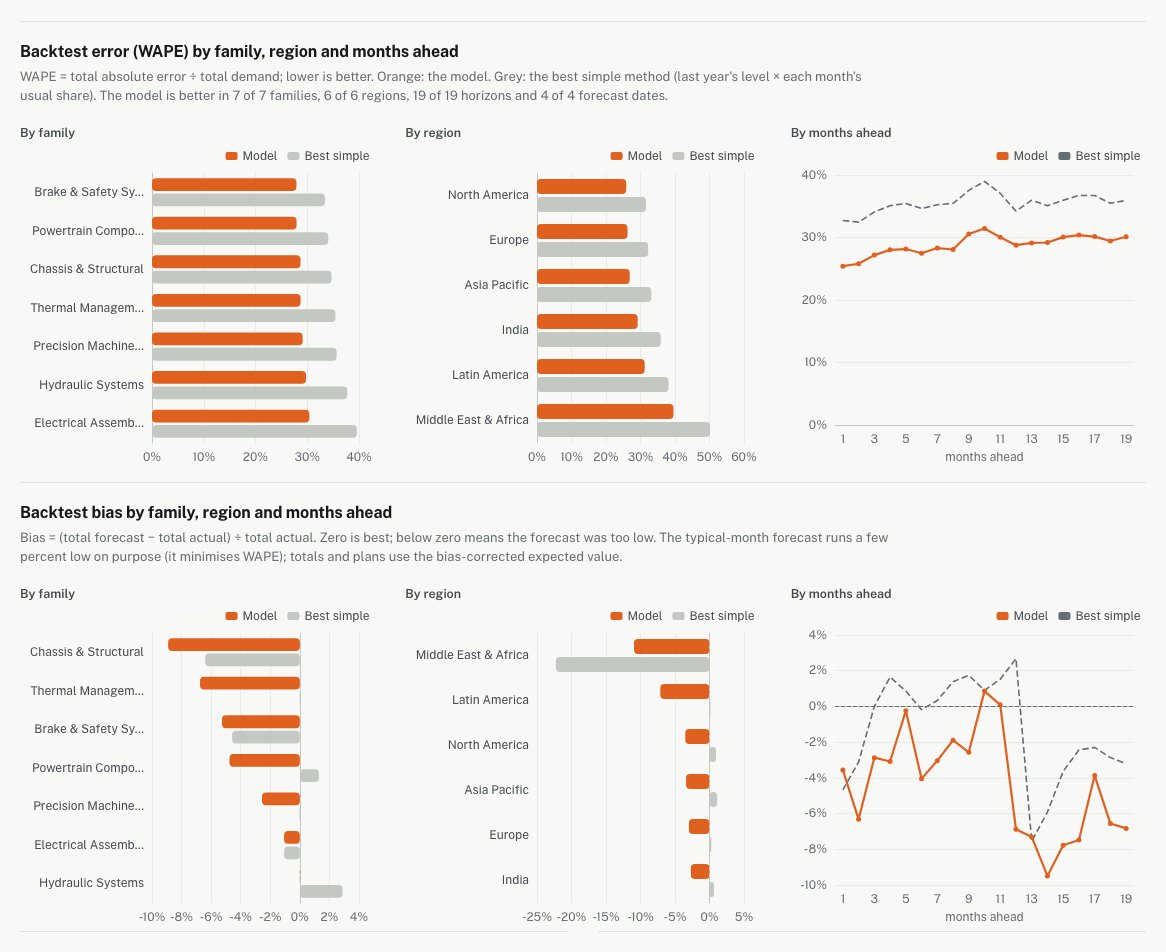 Backtest error (WAPE) by family, region and months ahead
WAPE = total absolute error ÷ total demand; lower is better. Orange: the model. Grey: the best simple method (last year's level × each month's
usual share). The model is better in 7 of 7 families, 6 of 6 regions, 19 of 19 horizons and 4 of 4 forecast dates.
By family
Model Best simple
Brake & Safety Sy...
Powertrain Compo...
Chassis & Structural
Thermal Managem...
Precision Machine...
Hydraulic Systems
Electrical Assemb...
0% 10% 20% 30% 40%
By region
Model Best simple
North America
Europe
Asia Pacific
India
Latin America
Middle East & Africa
0% 10% 20% 30% 40% 50% 60%
By months ahead
Model Best simple
40%
30%
20%
10%
0%
1 3 5 7 9 11 13 15 17 19
months ahead
Backtest bias by family, region and months ahead
Bias = (total forecast − total actual) ÷ total actual. Zero is best; below zero means the forecast was too low. The typical-month forecast runs a few
percent low on purpose (it minimises WAPE); totals and plans use the bias-corrected expected value.
By family
Model Best simple
Chassis & Structural
Thermal Managem...
Brake & Safety Sy...
Powertrain Compo...
Precision Machine...
Electrical Assemb...
Hydraulic Systems
-10% -8% -6% -4% -2% 0% 2% 4%
By region
Model Best simple
Middle East & Africa
Latin America
North America
Asia Pacific
Europe
India
-25% -20% -15% -10% -5% 0% 5%
By months ahead
Model Best simple
4%
2%
0%
-2%
-4%
-6%
-8%
-10%
1 3 5 7 9 11 13 15 17 19
months ahead